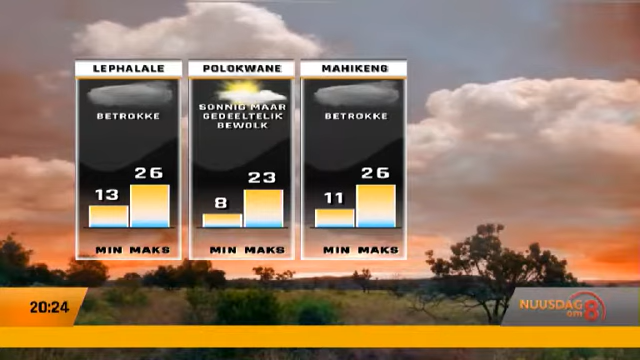 LEPHALALE
BETROKKE
13 26
MIN MAKS
POLOKWANE
SONNIG MAAR
GEDEELTELIK
BEWOLK
8 23
MIN MAKS
MAHIKENG
BETROKKE
11 26
MIN MAKS
20:24
NUUSDAG
om 8